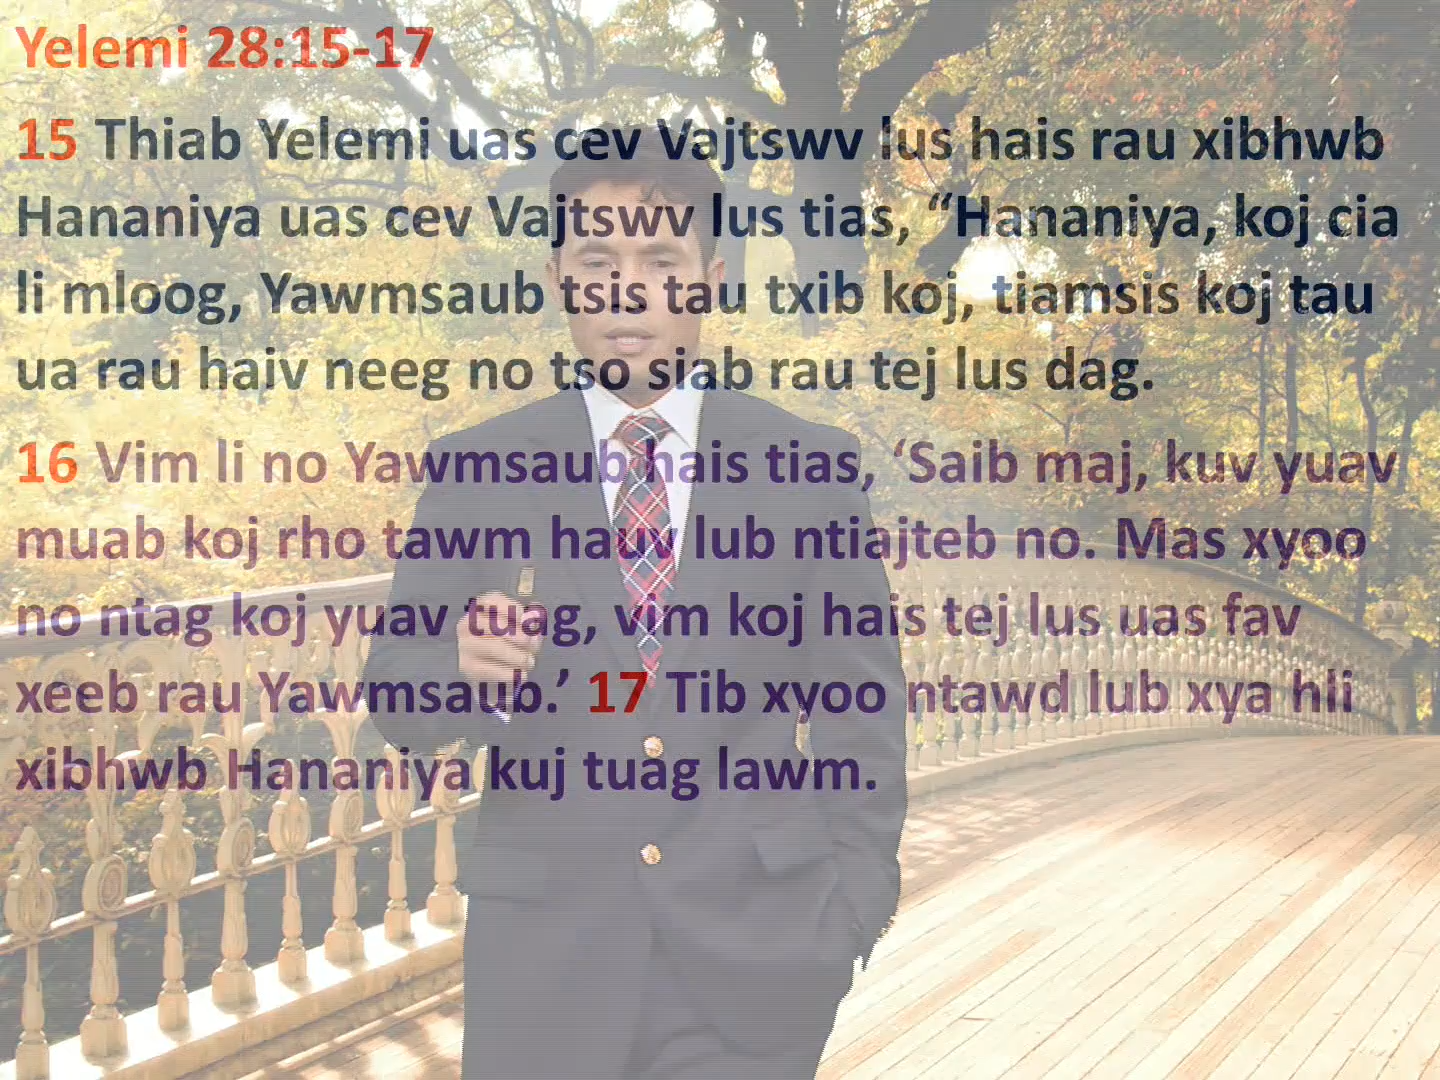 Yelemi 28:15-17
15 Thiab Yelemi uas cev Vajtswv lus hais rau xibhwb
Hananiya uas cev Vajtswv lus tias, “Hananiya, koj cia
li mloog, Yawmsaub tsis tau txib koj, tiamsis koj tau
ua rau haiv neeg no tso siab rau tej lus dag.
16 Vim li no Yawmsaub hais tias, ‘Saib maj, kuv yuav
muab koj rho tawm hauv lub ntiajteb no. Mas xyoo
no ntag koj yuav tuag, vim koj hais tej lus uas fav
xeeb rau Yawmsaub.’ 17 Tib xyoo ntawd lub xya hli
xibhwb Hananiya kuj tuag lawm.